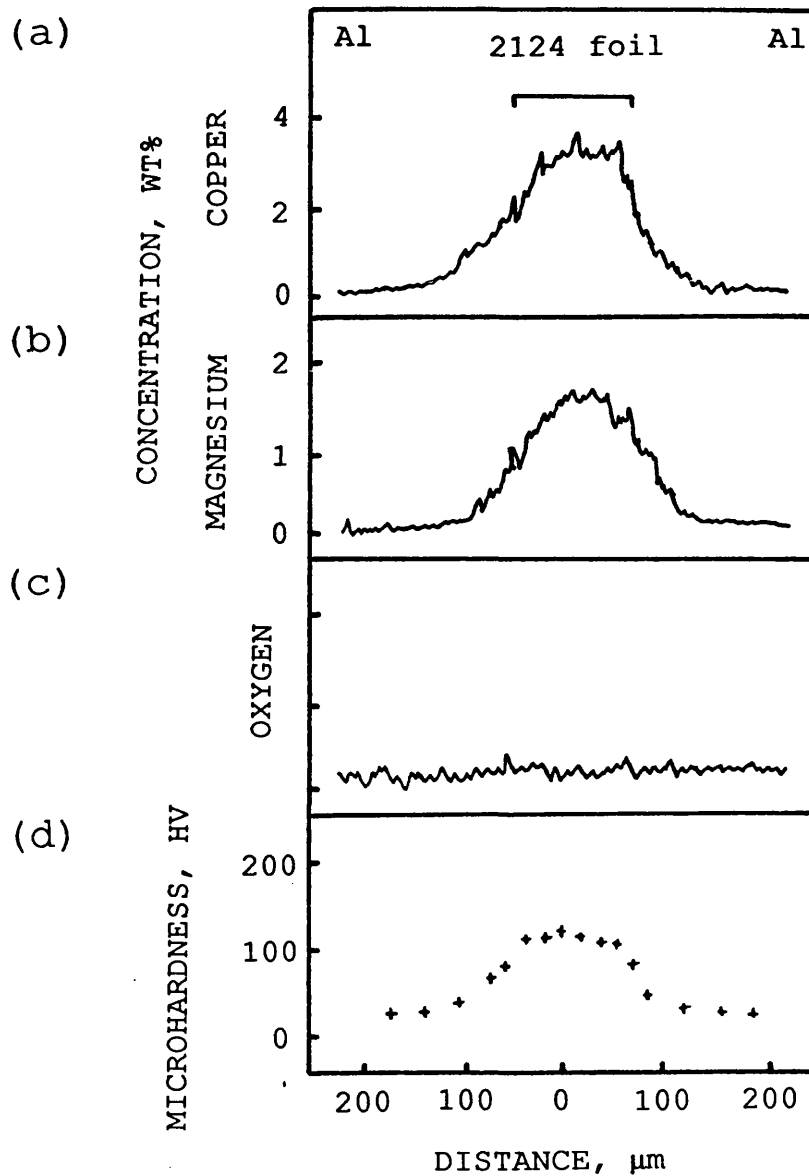 (a)
Al 2124 foil Al
4
2
0
COPPER
(b)
2
1
0
MAGNESIUM
CONCENTRATION, WT%
(c)
OXYGEN
(d)
200
100
0
MICROHARDNESS, HV
200 100 0 100 200
DISTANCE, μm